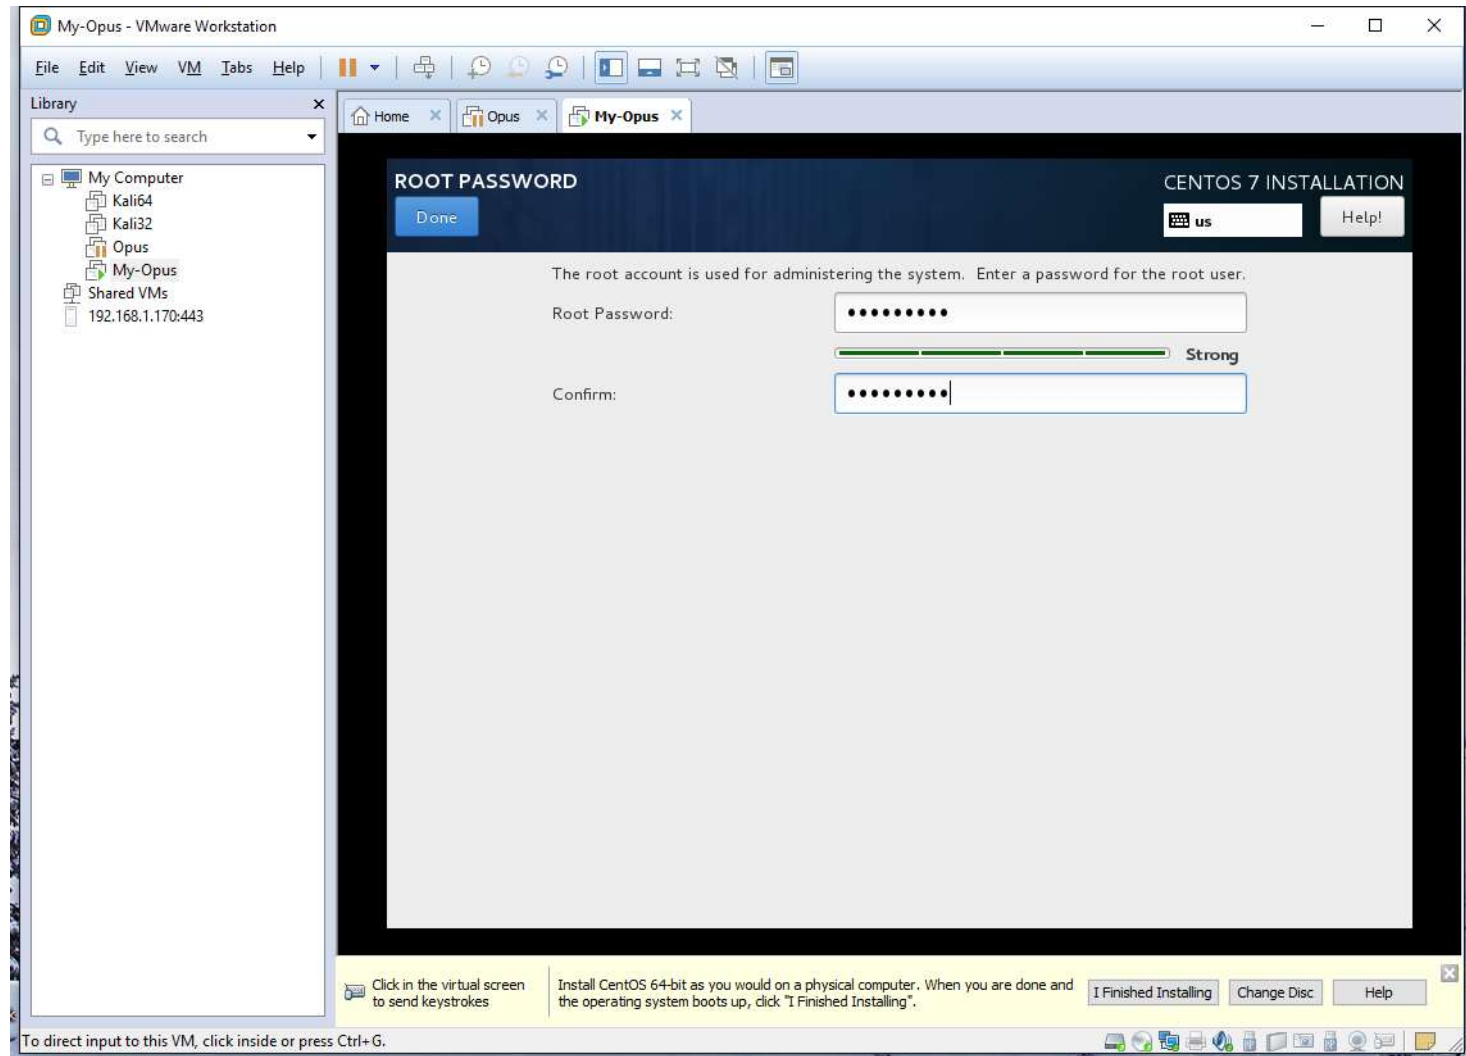 My-Opus - VMware Workstation
File Edit View VM Tabs Help
Library
Type here to search
My Computer
Kali64
Kali32
Opus
My-Opus
Shared VMs
192.168.1.170:443
Home Opus My-Opus
ROOT PASSWORD
CENTOS 7 INSTALLATION
Done
us
Help!
The root account is used for administering the system. Enter a password for the root user.
Root Password: •••••••••
Strong
Confirm: •••••••••
Click in the virtual screen
to send keystrokes
Install CentOS 64-bit as you would on a physical computer. When you are done and
the operating system boots up, click "I Finished Installing".
I Finished Installing
Change Disc
Help
To direct input to this VM, click inside or press Ctrl+G.